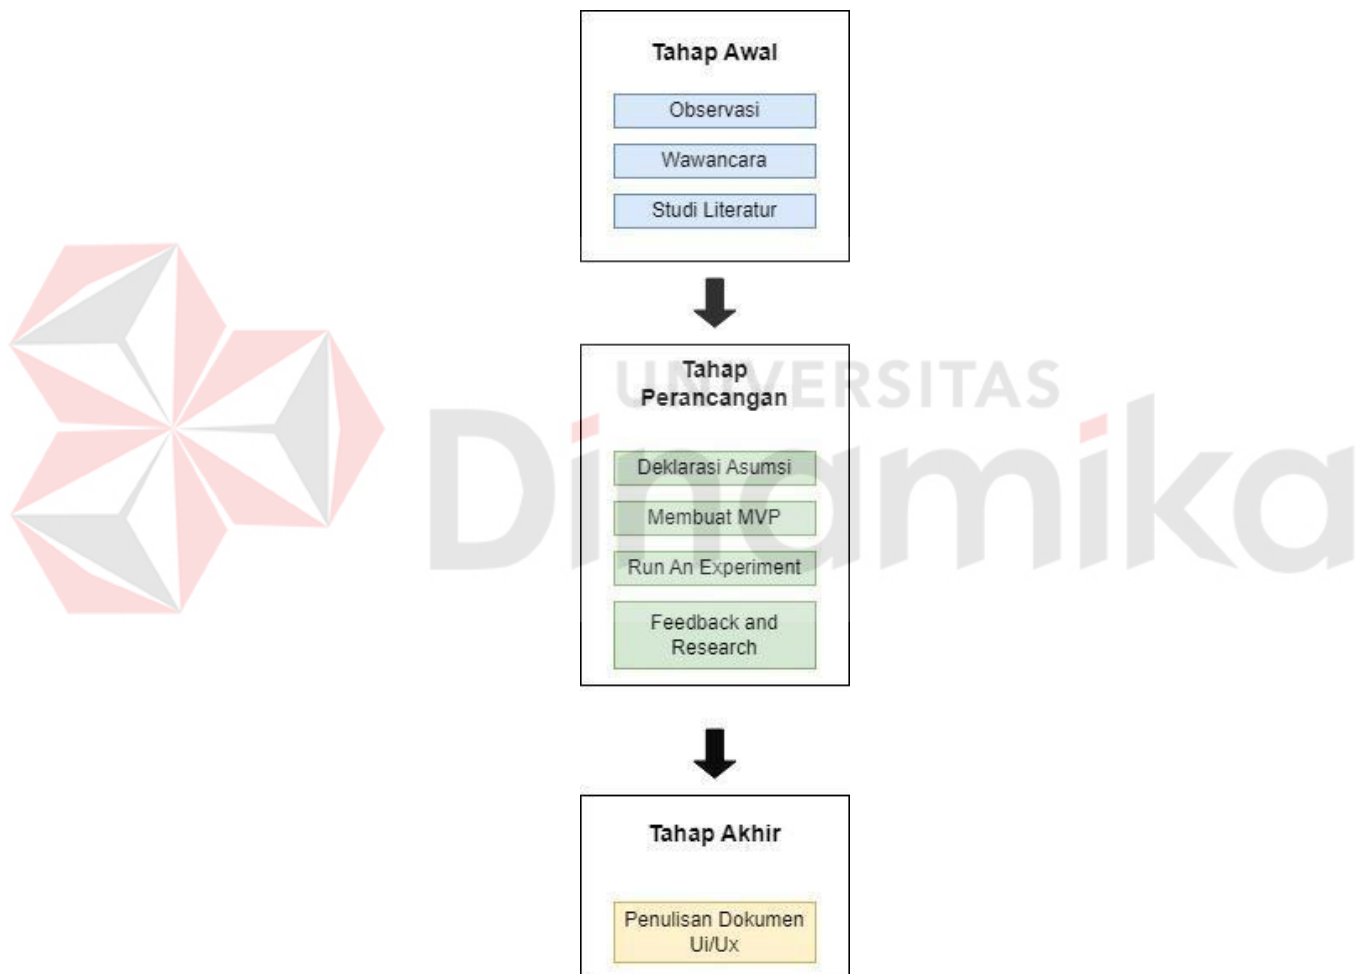 Tahap Awal
Observasi
Wawancara
Studi Literatur
Tahap
Perancangan
UNIVERSITAS
Dinamika
Deklarasi Asumsi
Membuat MVP
Run An Experiment
Feedback and
Research
Tahap Akhir
Penulisan Dokumen
Ui/Ux